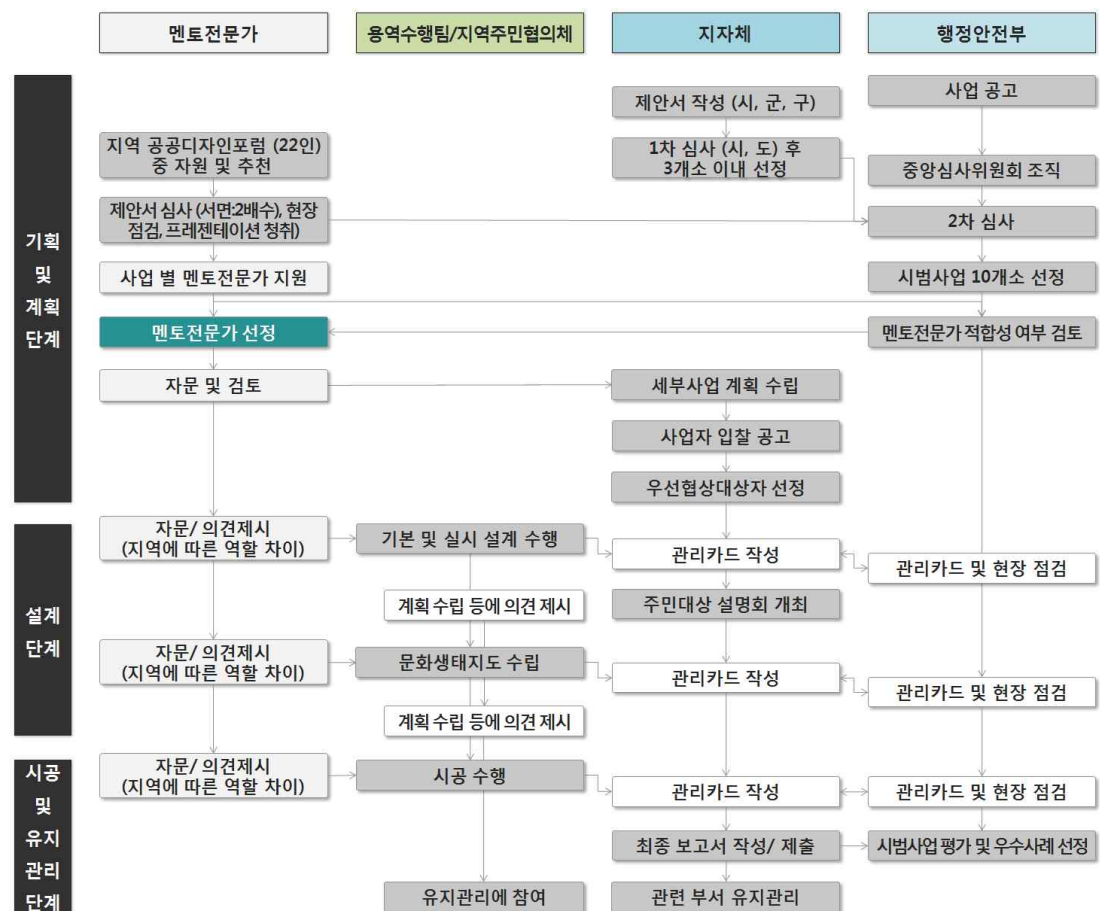 멘토전문가
용역수행팀/지역주민협의체
지자체
행정안전부
기획
및
계획
단계
사업 공고
제안서 작성 (시, 군, 구)
지역 공공디자인포럼 (22인)
중 자원 및 추천
1차 심사 (시, 도) 후
3개소 이내 선정
중앙심사위원회 조직
제안서 심사 (서면:2배수), 현장
점검, 프레젠테이션 청취)
2차 심사
사업 별 멘토전문가 지원
시범사업 10개소 선정
멘토전문가 선정
멘토전문가 적합성 여부 검토
자문 및 검토
세부사업 계획 수립
사업자 입찰 공고
우선협상대상자 선정
설계
단계
자문/ 의견제시
(지역에 따른 역할 차이)
기본 및 실시 설계 수행
관리카드 작성
관리카드 및 현장 점검
계획 수립 등에 의견 제시
주민대상 설명회 개최
자문/ 의견제시
(지역에 따른 역할 차이)
문화생태지도 수립
관리카드 작성
관리카드 및 현장 점검
계획 수립 등에 의견 제시
시공
및
유지
관리
단계
자문/ 의견제시
(지역에 따른 역할 차이)
시공 수행
관리카드 작성
관리카드 및 현장 점검
최종 보고서 작성/ 제출
시범사업 평가 및 우수사례 선정
유지관리에 참여
관련 부서 유지관리